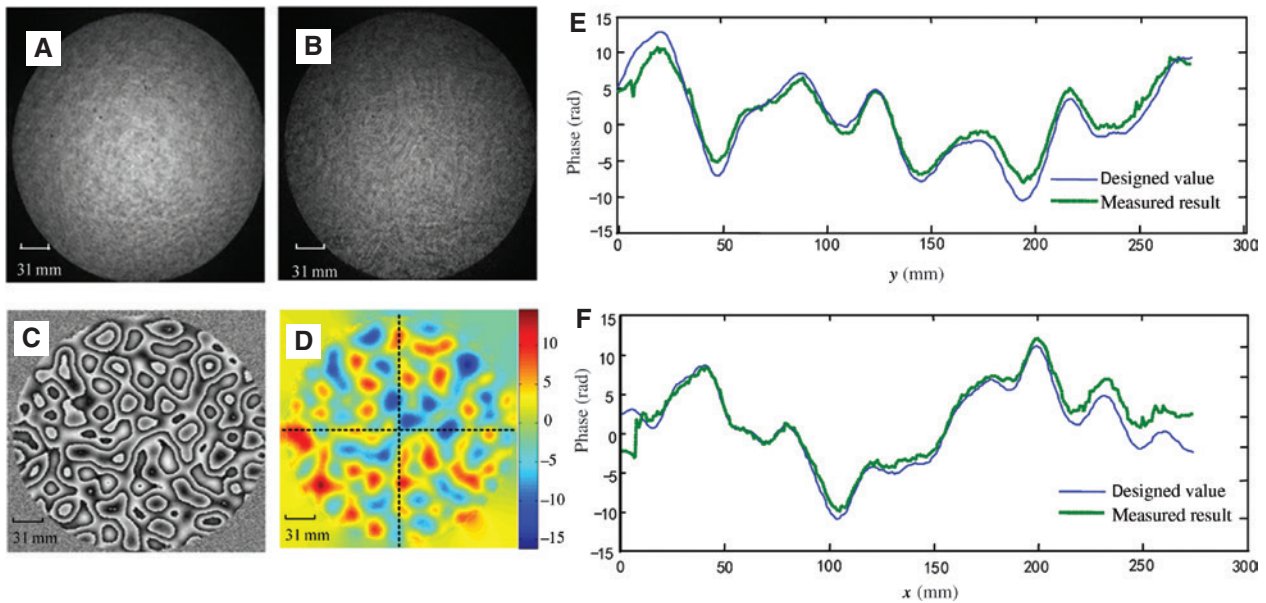 A
31 mm
B
31 mm
C
31 mm
D
31 mm
10
5
0
−5
−10
−15
E
15
10
5
0
−5
−10
−15
Phase (rad)
Designed value
Measured result
0
50
100
150
200
250
300
y (mm)
F
15
10
5
0
−5
−10
−15
Phase (rad)
Designed value
Measured result
0
50
100
150
200
250
300
x (mm)